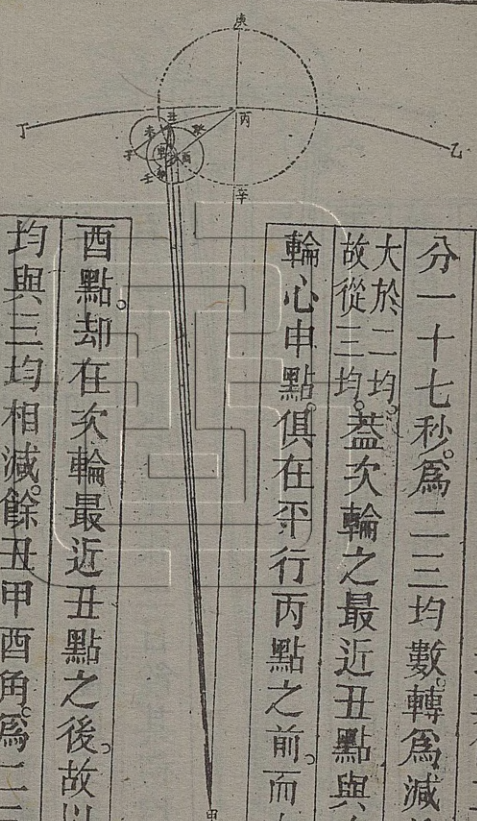 庚
丙
丁
乙
辛
丑
癸
子
壬
酉
甲
分一十七秒。爲二三均數。轉爲減
大於二均。
故從三均。
蓋次輪之最近丑點與
輪心申點。俱在平行丙點之前。而
酉點。却在次輪最近丑點之後。故以
均與三均相減。餘丑甲酉角。爲二三